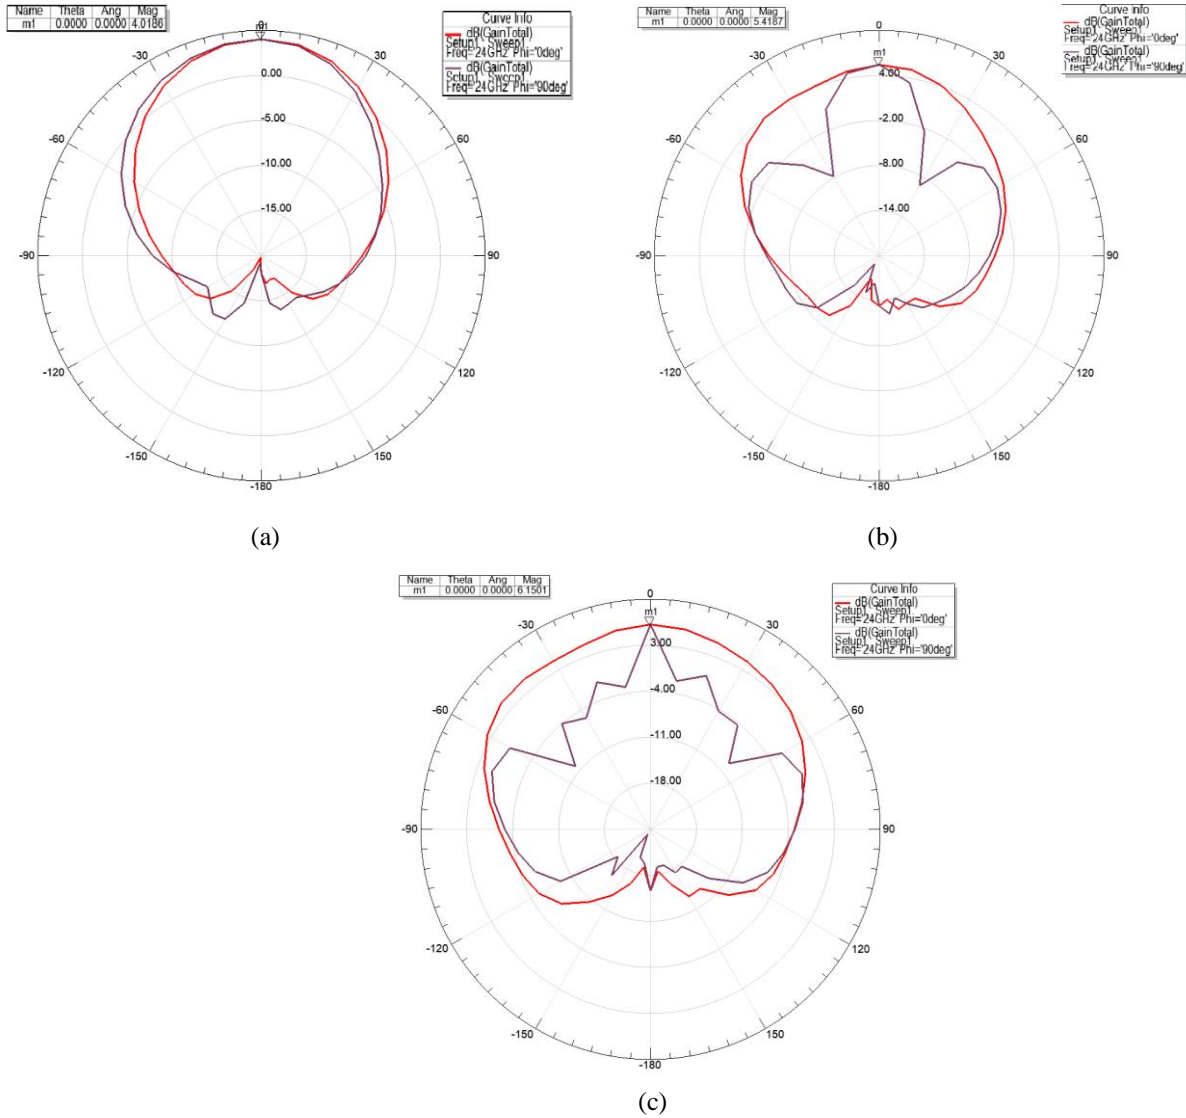 Name Theta Ang Mag
m1 0.0000 0.0000 4.0186
Curve Info
dB(GainTotal)
Setup1 : Sweep1
Freq='24GHz' Phi='0deg'
dB(GainTotal)
Setup1 : Sweep1
Freq='24GHz' Phi='90deg'
0
m1
-30
30
0.00
-5.00
-60
60
-10.00
-15.00
-90
90
-120
120
-150
150
-180
(a)
Name Theta Ang Mag
m1 0.0000 0.0000 5.4187
Curve Info
dB(GainTotal)
Setup1 : Sweep1
Freq='24GHz' Phi='0deg'
dB(GainTotal)
Setup1 : Sweep1
Freq='24GHz' Phi='90deg'
0
-30
30
m1
4.00
-2.00
-60
60
-8.00
-14.00
-90
90
-120
120
-150
150
-180
(b)
Name Theta Ang Mag
m1 0.0000 0.0000 6.1501
Curve Info
dB(GainTotal)
Setup1 : Sweep1
Freq='24GHz' Phi='0deg'
dB(GainTotal)
Setup1 : Sweep1
Freq='24GHz' Phi='90deg'
0
m1
-30
30
3.00
-4.00
-60
60
-11.00
-18.00
-90
90
-120
120
-150
150
-180
(c)